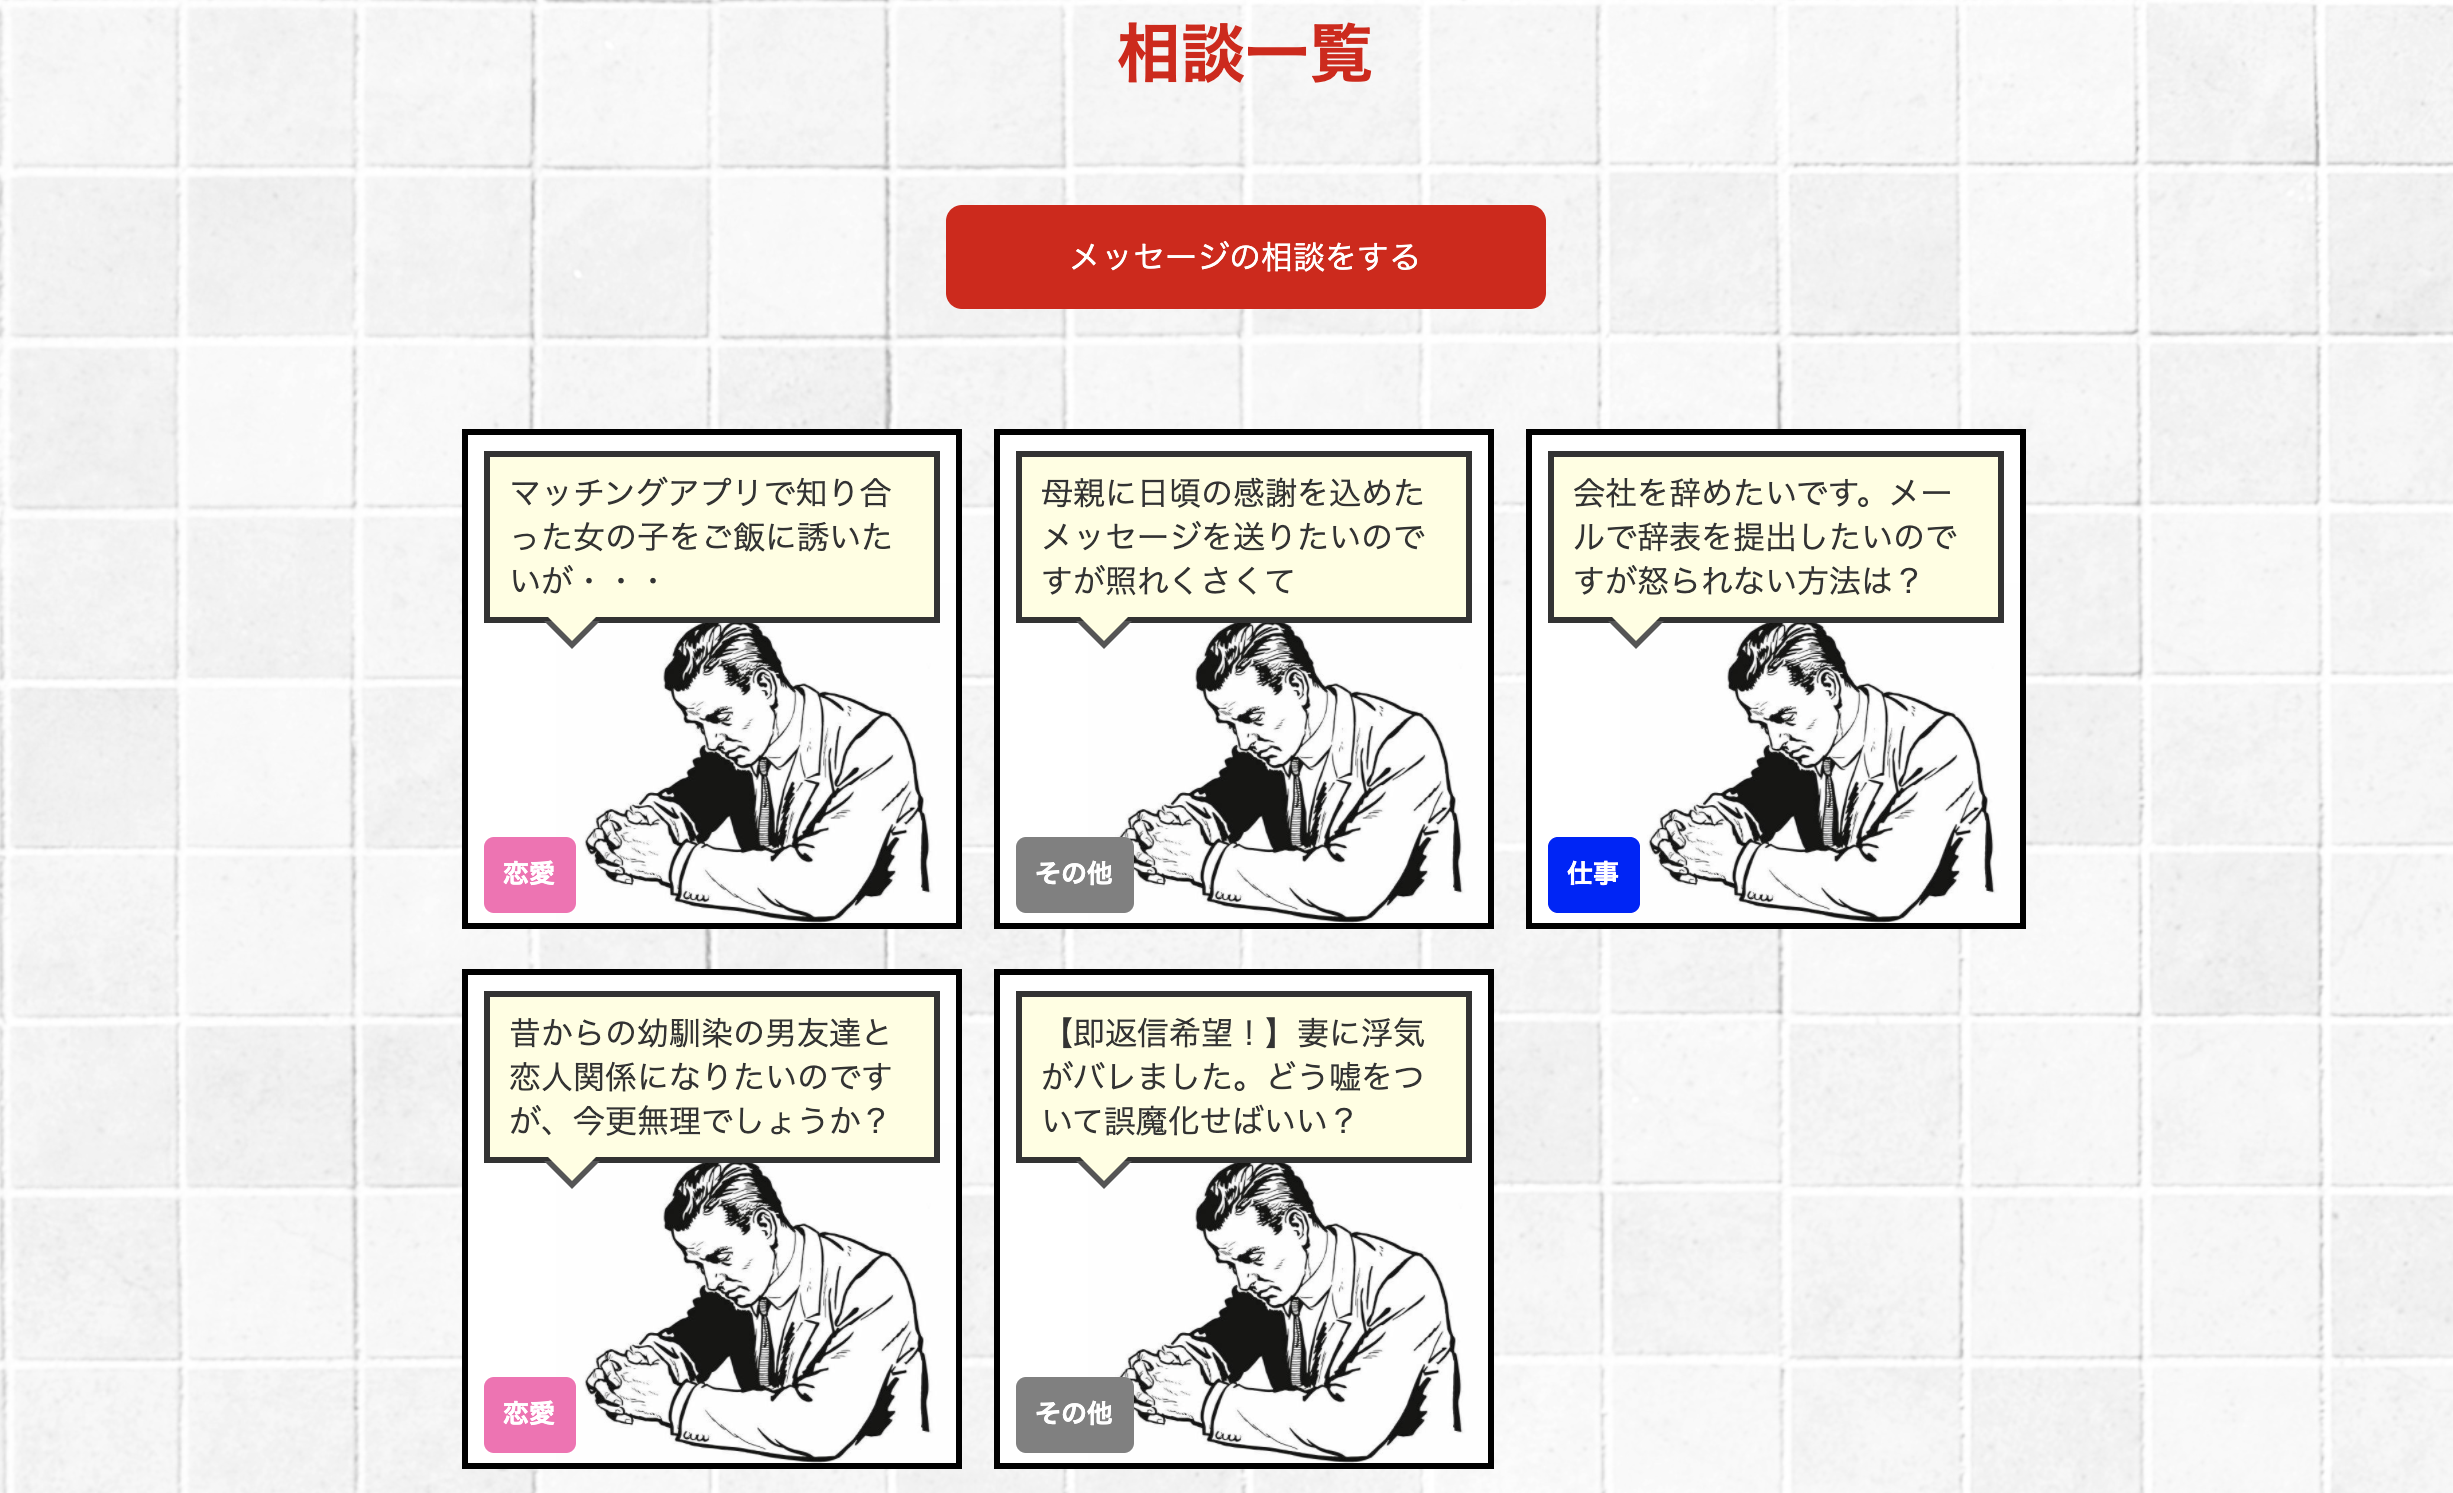 相談一覧
メッセージの相談をする
マッチングアプリで知り合
った女の子をご飯に誘いた
いが・・・
恋愛
母親に日頃の感謝を込めた
メッセージを送りたいので
すが照れくさくて
その他
会社を辞めたいです。メー
ルで辞表を提出したいので
すが怒られない方法は？
仕事
昔からの幼馴染の男友達と
恋人関係になりたいのです
が、今更無理でしょうか？
恋愛
【即返信希望！】妻に浮気
がバレました。どう嘘をつ
いて誤魔化せばいい？
その他